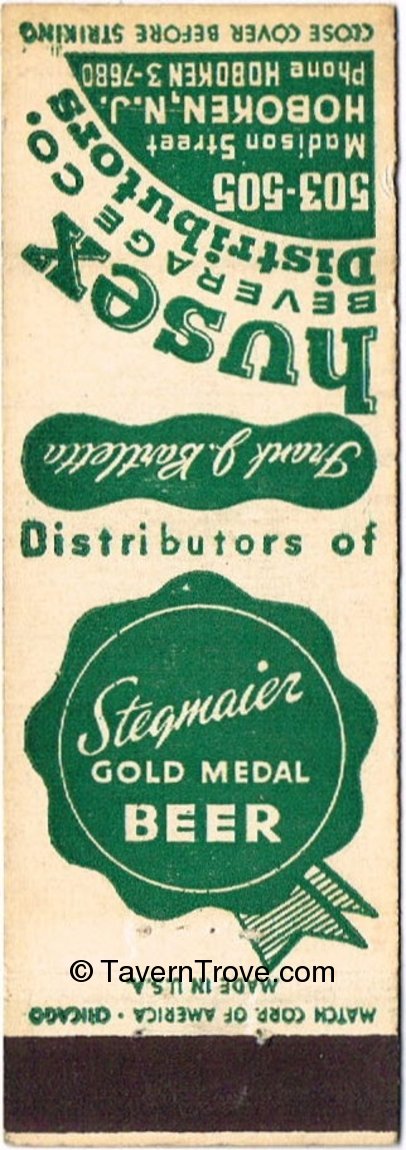 CLOSE COVER BEFORE STRIKING
503-505
Madison Street
HOBOKEN, N.J.
Phone HOBOKEN 3-7680
husex
BEVERAGE CO.
Distributors
Frank J. Bartletta
Distributors of
Stegmaier
GOLD MEDAL
BEER
© TavernTrove.com
MADE IN U.S.A.
MATCH CORP. OF AMERICA • CHICAGO